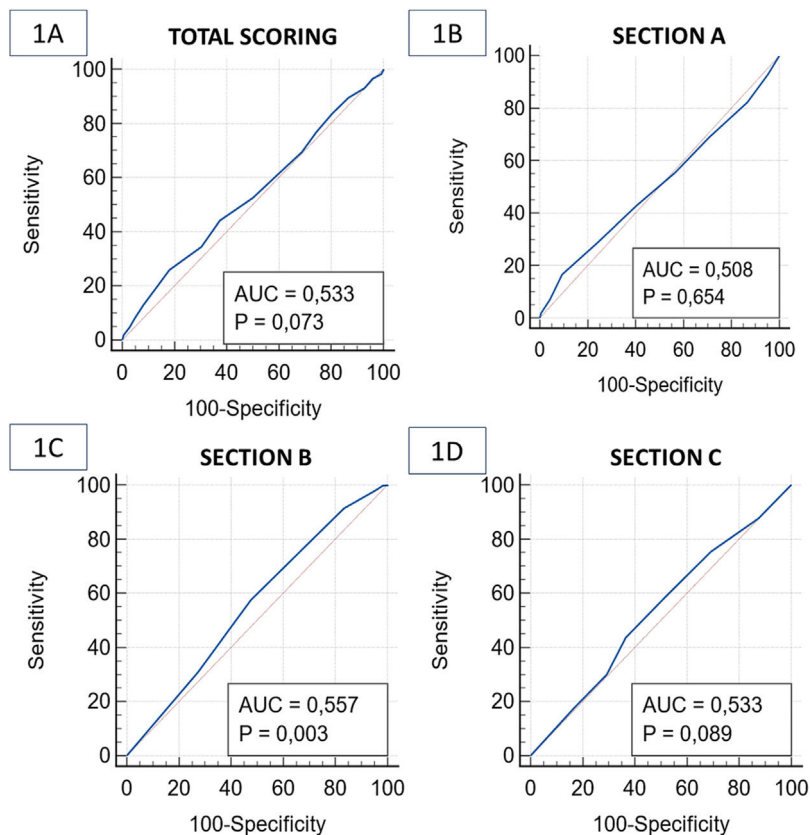 1A
TOTAL SCORING
100
80
60
40
20
0
Sensitivity
AUC = 0,533
P = 0,073
0 20 40 60 80 100
100-Specificity
1B
SECTION A
100
80
60
40
20
0
Sensitivity
AUC = 0,508
P = 0,654
0 20 40 60 80 100
100-Specificity
1C
SECTION B
100
80
60
40
20
0
Sensitivity
AUC = 0,557
P = 0,003
0 20 40 60 80 100
100-Specificity
1D
SECTION C
100
80
60
40
20
0
Sensitivity
AUC = 0,533
P = 0,089
0 20 40 60 80 100
100-Specificity